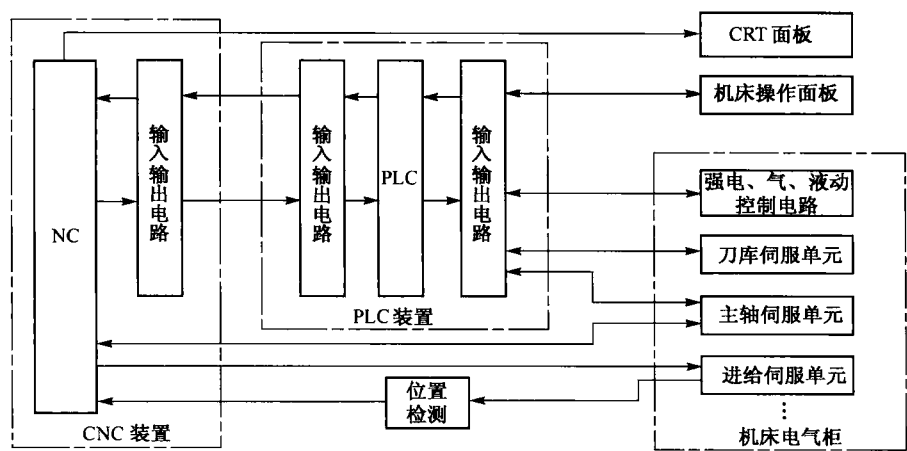 CRT 面板
机床操作面板
NC
输入输出电路
输入输出电路
PLC
输入输出电路
强电、气、液动
控制电路
刀库伺服单元
主轴伺服单元
进给伺服单元
⋮
PLC 装置
位置
检测
CNC 装置
机床电气柜